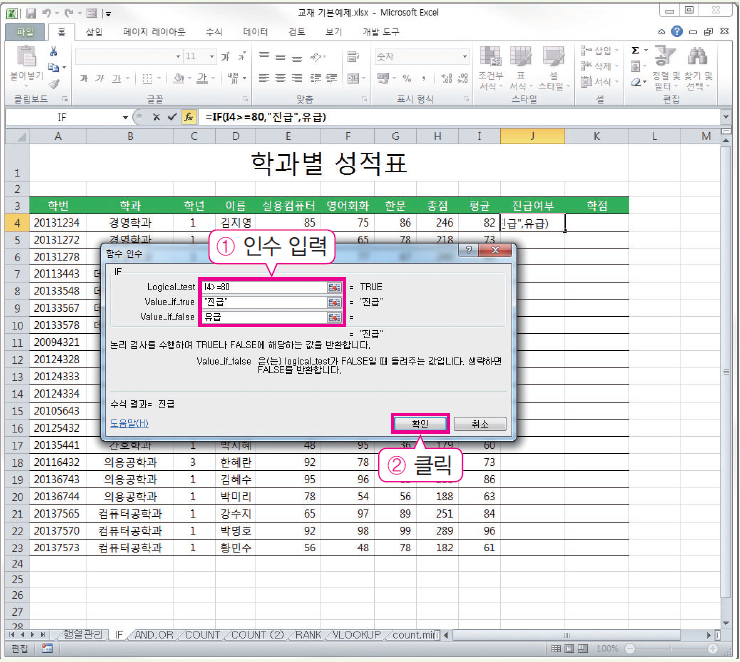 교재 기본예제.xlsx - Microsoft Excel
파일 홈 삽입 페이지 레이아웃 수식 데이터 검토 보기 개발 도구
붙여넣기
가 가 가
숫자
조건부 서식
표 서식
셀 스타일
삽입
삭제
서식
정렬 및 필터
찾기 및 선택
클립보드 글꼴 맞춤 표시 형식 스타일 셀 편집
IF =IF(I4>=80,"진급",유급)
A B C D E F G H I J K L M
1 학과별 성적표
2
3 학번 학과 학년 이름 실용컴퓨터 영어회화 한문 총점 평균 진급여부 학점
4 20131234 경영학과 1 김지영 85 75 86 246 82 ",유급)
5 20131272 경영학과 1 65 78 218 73
① 인수 입력
6 20131278
7 20113443
8 20133548
9 20133567
10 20133578
11 20094321
12 20124328
13 20124333
14 20124334
15 20105643
16 20125432
함수 인수
IF
Logical_test I4>=80 = TRUE
Value_if_true "진급" = "진급"
Value_if_false 유급 =
= "진급"
논리 검사를 수행하여 TRUE나 FALSE에 해당하는 값을 반환합니다.
Value_if_false 은(는) logical_test가 FALSE일 때 돌려주는 값입니다. 생략하면 FALSE를 반환합니다.
수식 결과= 진급
도움말(H) 확인 취소
② 클릭
17 20135441 간호학과 1 박지혜 48 95 36 179 60
18 20116432 의용공학과 3 한혜란 92 78 73
19 20136743 의용공학과 1 김혜수 95 96 86
20 20136744 의용공학과 1 박미리 78 54 56 188 63
21 20137565 컴퓨터공학과 1 강수지 65 97 89 251 84
22 20137570 컴퓨터공학과 1 박명호 92 98 99 289 96
23 20137573 컴퓨터공학과 1 황민수 56 48 78 182 61
24
25
26
27
28
행열관리 IF AND,OR COUNT COUNT (2) RANK VLOOKUP count.min
편집 100%